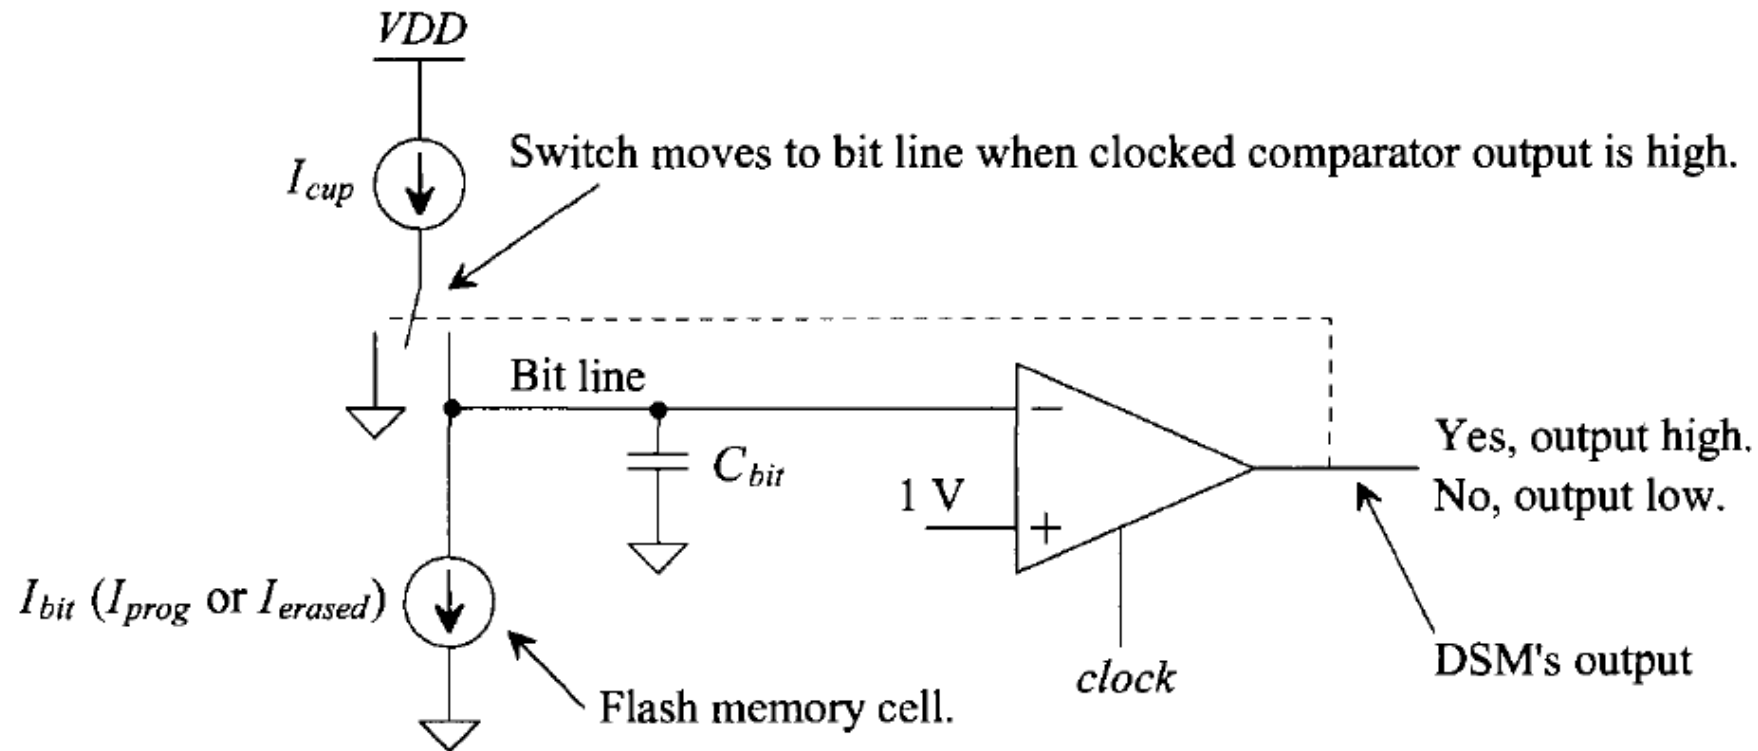 VDD
Switch moves to bit line when clocked comparator output is high.
I_cup
Bit line
−
C_bit
1 V
+
Yes, output high.
No, output low.
I_bit (I_prog or I_erased)
clock
DSM's output
Flash memory cell.